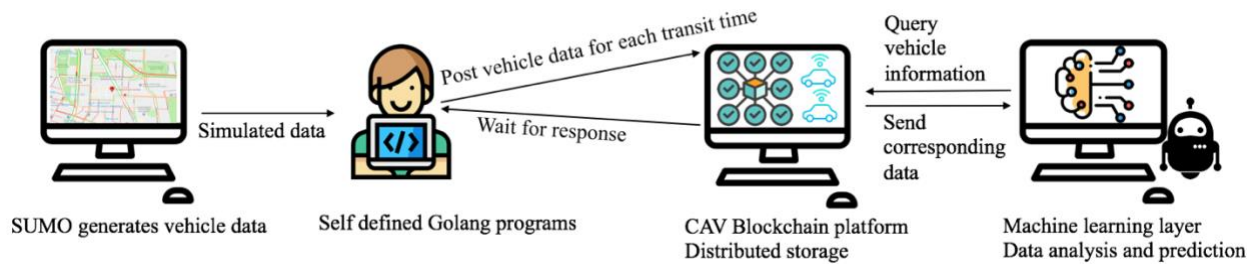 Simulated data
Post vehicle data for each transit time
Wait for response
</>
Query
vehicle
information
Send
corresponding
data
SUMO generates vehicle data
Self defined Golang programs
CAV Blockchain platform
Distributed storage
Machine learning layer
Data analysis and prediction